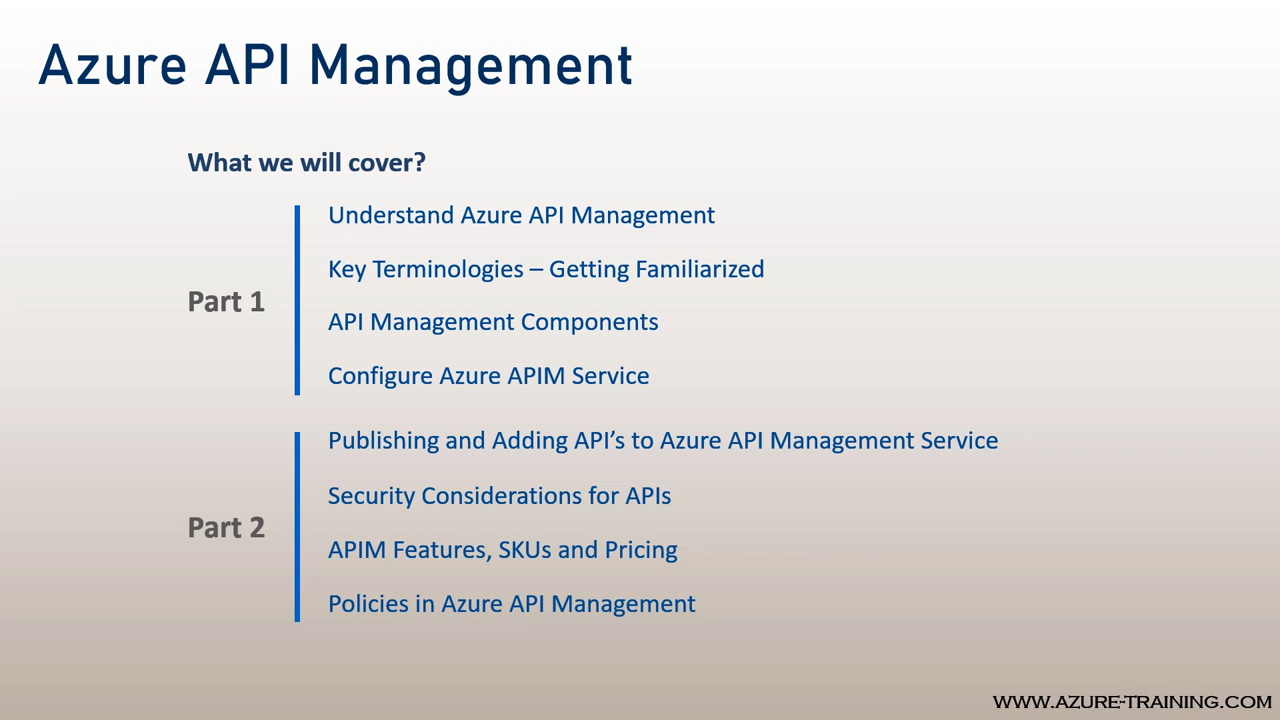 Azure API Management
What we will cover?
Part 1
Understand Azure API Management
Key Terminologies – Getting Familiarized
API Management Components
Configure Azure APIM Service
Part 2
Publishing and Adding API’s to Azure API Management Service
Security Considerations for APIs
APIM Features, SKUs and Pricing
Policies in Azure API Management
WWW.AZURE-TRAINING.COM